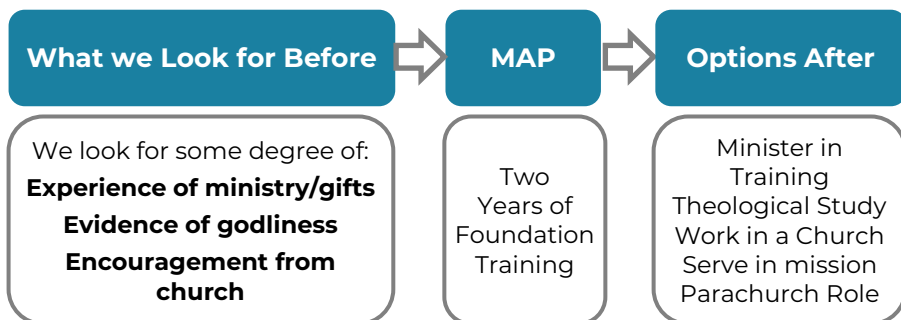 What we Look for Before
MAP
Options After
We look for some degree of:
Experience of ministry/gifts
Evidence of godliness
Encouragement from
church
Two
Years of
Foundation
Training
Minister in
Training
Theological Study
Work in a Church
Serve in mission
Parachurch Role